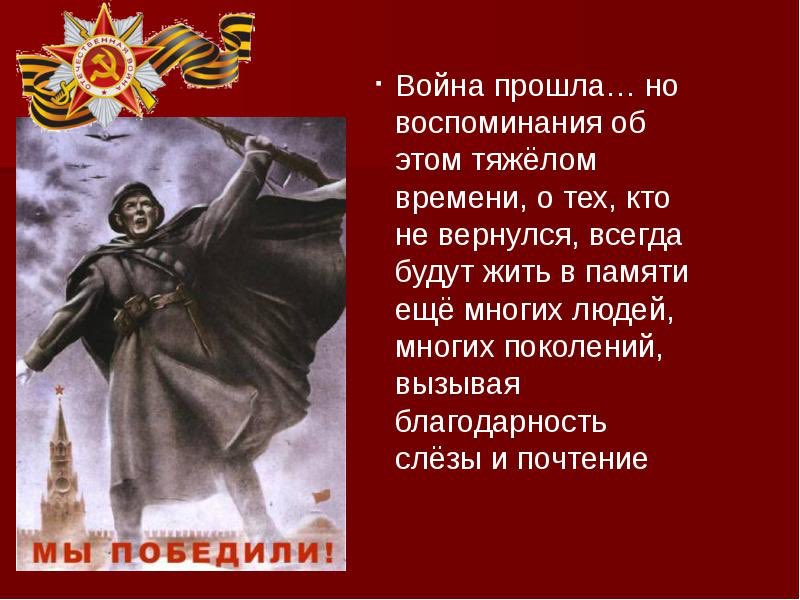 ОТЕЧЕСТВЕННАЯ ВОЙНА
Война прошла… но
воспоминания об
этом тяжёлом
времени, о тех, кто
не вернулся, всегда
будут жить в памяти
ещё многих людей,
многих поколений,
вызывая
благодарность
слёзы и почтение
МЫ ПОБЕДИЛИ!